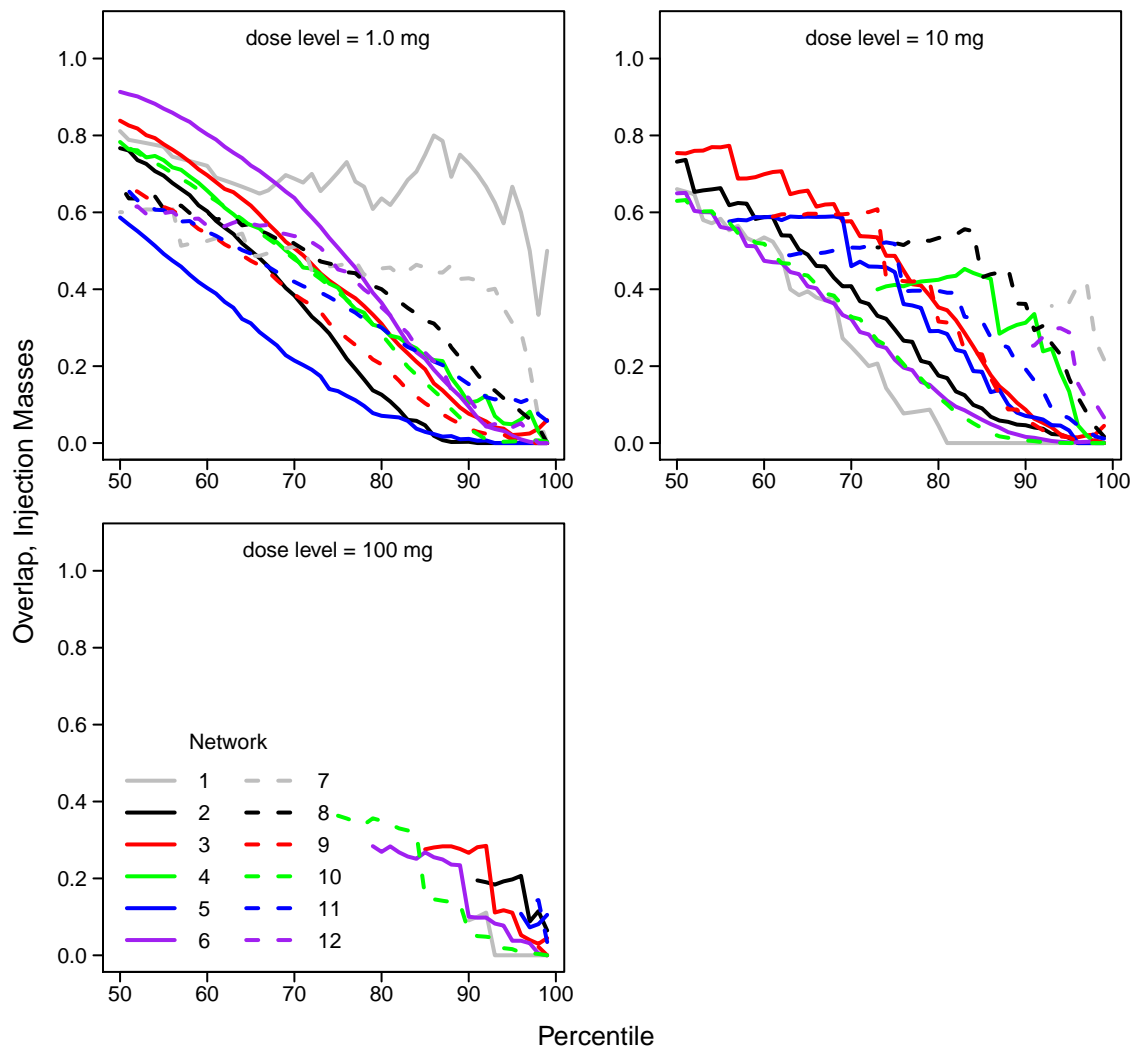 dose level = 1.0 mg
1.0
0.8
0.6
0.4
0.2
0.0
50 60 70 80 90 100
dose level = 10 mg
1.0
0.8
0.6
0.4
0.2
0.0
50 60 70 80 90 100
Overlap, Injection Masses
dose level = 100 mg
1.0
0.8
0.6
0.4
0.2
0.0
50 60 70 80 90 100
Network
1 7
2 8
3 9
4 10
5 11
6 12
Percentile